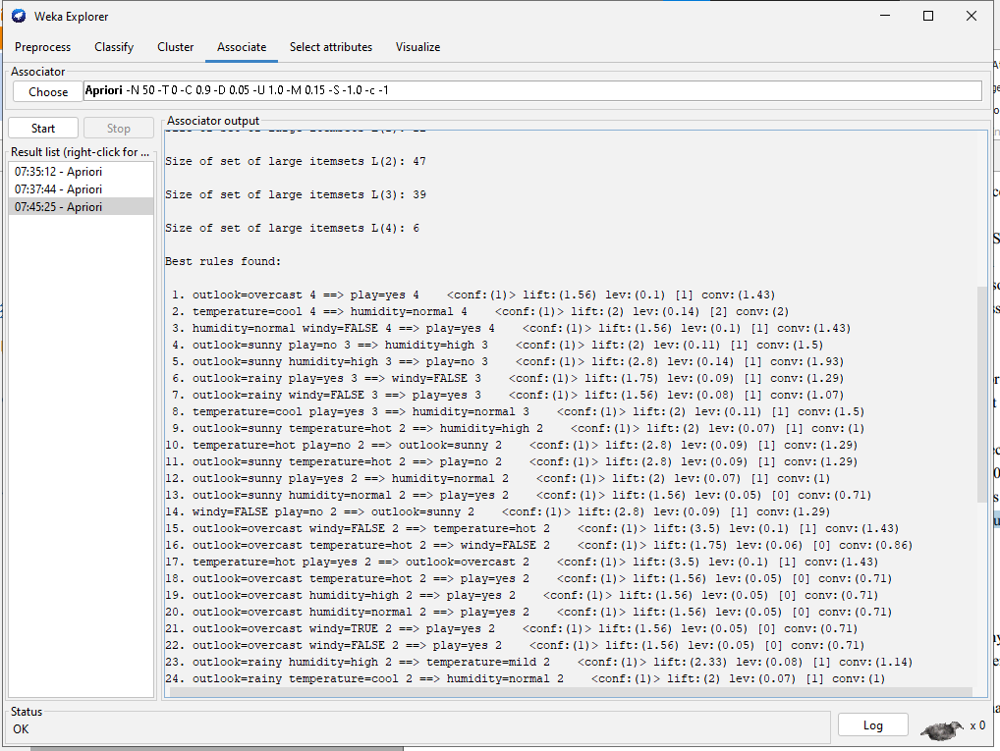 Weka Explorer
Preprocess Classify Cluster Associate Select attributes Visualize
Associator
Choose Apriori -N 50 -T 0 -C 0.9 -D 0.05 -U 1.0 -M 0.15 -S -1.0 -c -1
Start Stop
Result list (right-click for ...
07:35:12 - Apriori
07:37:44 - Apriori
07:45:25 - Apriori
Associator output
Size of set of large itemsets L(2): 47
Size of set of large itemsets L(3): 39
Size of set of large itemsets L(4): 6
Best rules found:
1. outlook=overcast 4 ==> play=yes 4 <conf:(1)> lift:(1.56) lev:(0.1) [1] conv:(1.43)
2. temperature=cool 4 ==> humidity=normal 4 <conf:(1)> lift:(2) lev:(0.14) [2] conv:(2)
3. humidity=normal windy=FALSE 4 ==> play=yes 4 <conf:(1)> lift:(1.56) lev:(0.1) [1] conv:(1.43)
4. outlook=sunny play=no 3 ==> humidity=high 3 <conf:(1)> lift:(2) lev:(0.11) [1] conv:(1.5)
5. outlook=sunny humidity=high 3 ==> play=no 3 <conf:(1)> lift:(2.8) lev:(0.14) [1] conv:(1.93)
6. outlook=rainy play=yes 3 ==> windy=FALSE 3 <conf:(1)> lift:(1.75) lev:(0.09) [1] conv:(1.29)
7. outlook=rainy windy=FALSE 3 ==> play=yes 3 <conf:(1)> lift:(1.56) lev:(0.08) [1] conv:(1.07)
8. temperature=cool play=yes 3 ==> humidity=normal 3 <conf:(1)> lift:(2) lev:(0.11) [1] conv:(1.5)
9. outlook=sunny temperature=hot 2 ==> humidity=high 2 <conf:(1)> lift:(2) lev:(0.07) [1] conv:(1)
10. temperature=hot play=no 2 ==> outlook=sunny 2 <conf:(1)> lift:(2.8) lev:(0.09) [1] conv:(1.29)
11. outlook=sunny temperature=hot 2 ==> play=no 2 <conf:(1)> lift:(2.8) lev:(0.09) [1] conv:(1.29)
12. outlook=sunny play=yes 2 ==> humidity=normal 2 <conf:(1)> lift:(2) lev:(0.07) [1] conv:(1)
13. outlook=sunny humidity=normal 2 ==> play=yes 2 <conf:(1)> lift:(1.56) lev:(0.05) [0] conv:(0.71)
14. windy=FALSE play=no 2 ==> outlook=sunny 2 <conf:(1)> lift:(2.8) lev:(0.09) [1] conv:(1.29)
15. outlook=overcast windy=FALSE 2 ==> temperature=hot 2 <conf:(1)> lift:(3.5) lev:(0.1) [1] conv:(1.43)
16. outlook=overcast temperature=hot 2 ==> windy=FALSE 2 <conf:(1)> lift:(1.75) lev:(0.06) [0] conv:(0.86)
17. temperature=hot play=yes 2 ==> outlook=overcast 2 <conf:(1)> lift:(3.5) lev:(0.1) [1] conv:(1.43)
18. outlook=overcast temperature=hot 2 ==> play=yes 2 <conf:(1)> lift:(1.56) lev:(0.05) [0] conv:(0.71)
19. outlook=overcast humidity=high 2 ==> play=yes 2 <conf:(1)> lift:(1.56) lev:(0.05) [0] conv:(0.71)
20. outlook=overcast humidity=normal 2 ==> play=yes 2 <conf:(1)> lift:(1.56) lev:(0.05) [0] conv:(0.71)
21. outlook=overcast windy=TRUE 2 ==> play=yes 2 <conf:(1)> lift:(1.56) lev:(0.05) [0] conv:(0.71)
22. outlook=overcast windy=FALSE 2 ==> play=yes 2 <conf:(1)> lift:(1.56) lev:(0.05) [0] conv:(0.71)
23. outlook=rainy humidity=high 2 ==> temperature=mild 2 <conf:(1)> lift:(2.33) lev:(0.08) [1] conv:(1.14)
24. outlook=rainy temperature=cool 2 ==> humidity=normal 2 <conf:(1)> lift:(2) lev:(0.07) [1] conv:(1)
Status
OK
Log
x 0